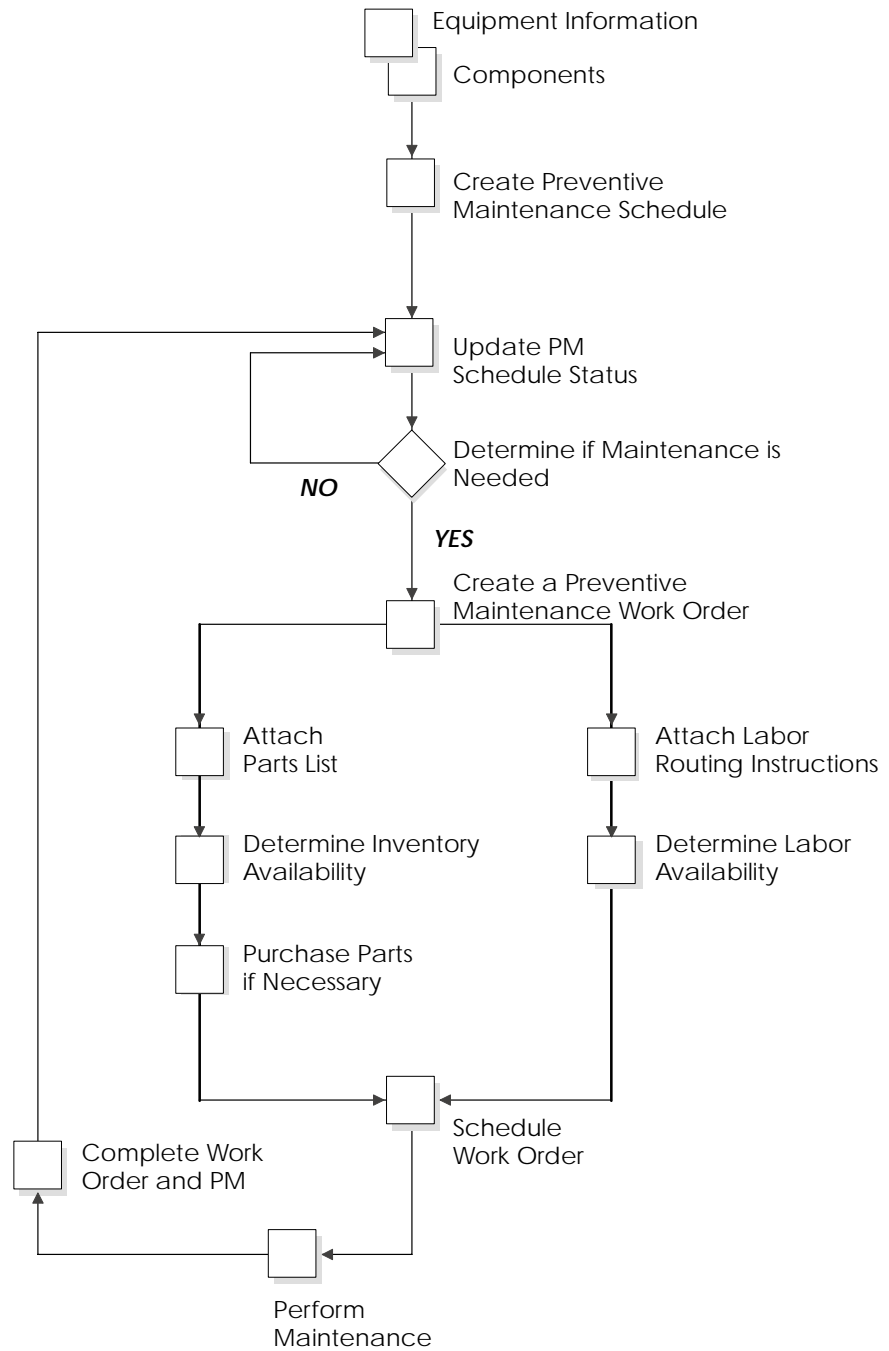 Equipment Information
Components
Create Preventive
Maintenance Schedule
Update PM
Schedule Status
Determine if Maintenance is
Needed
NO
YES
Create a Preventive
Maintenance Work Order
Attach
Parts List
Attach Labor
Routing Instructions
Determine Inventory
Availability
Determine Labor
Availability
Purchase Parts
if Necessary
Schedule
Work Order
Complete Work
Order and PM
Perform
Maintenance